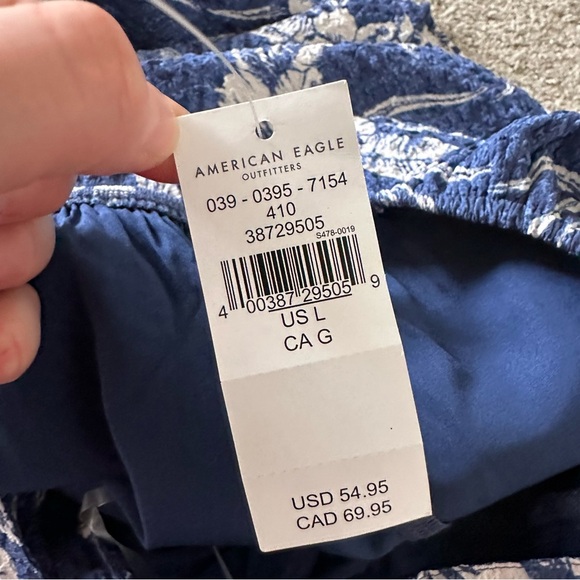 AMERICAN EAGLE
OUTFITTERS
039 - 0395 - 7154
410
38729505
S478-0019
4 00387 29505 9
US L
CA G
USD 54.95
CAD 69.95